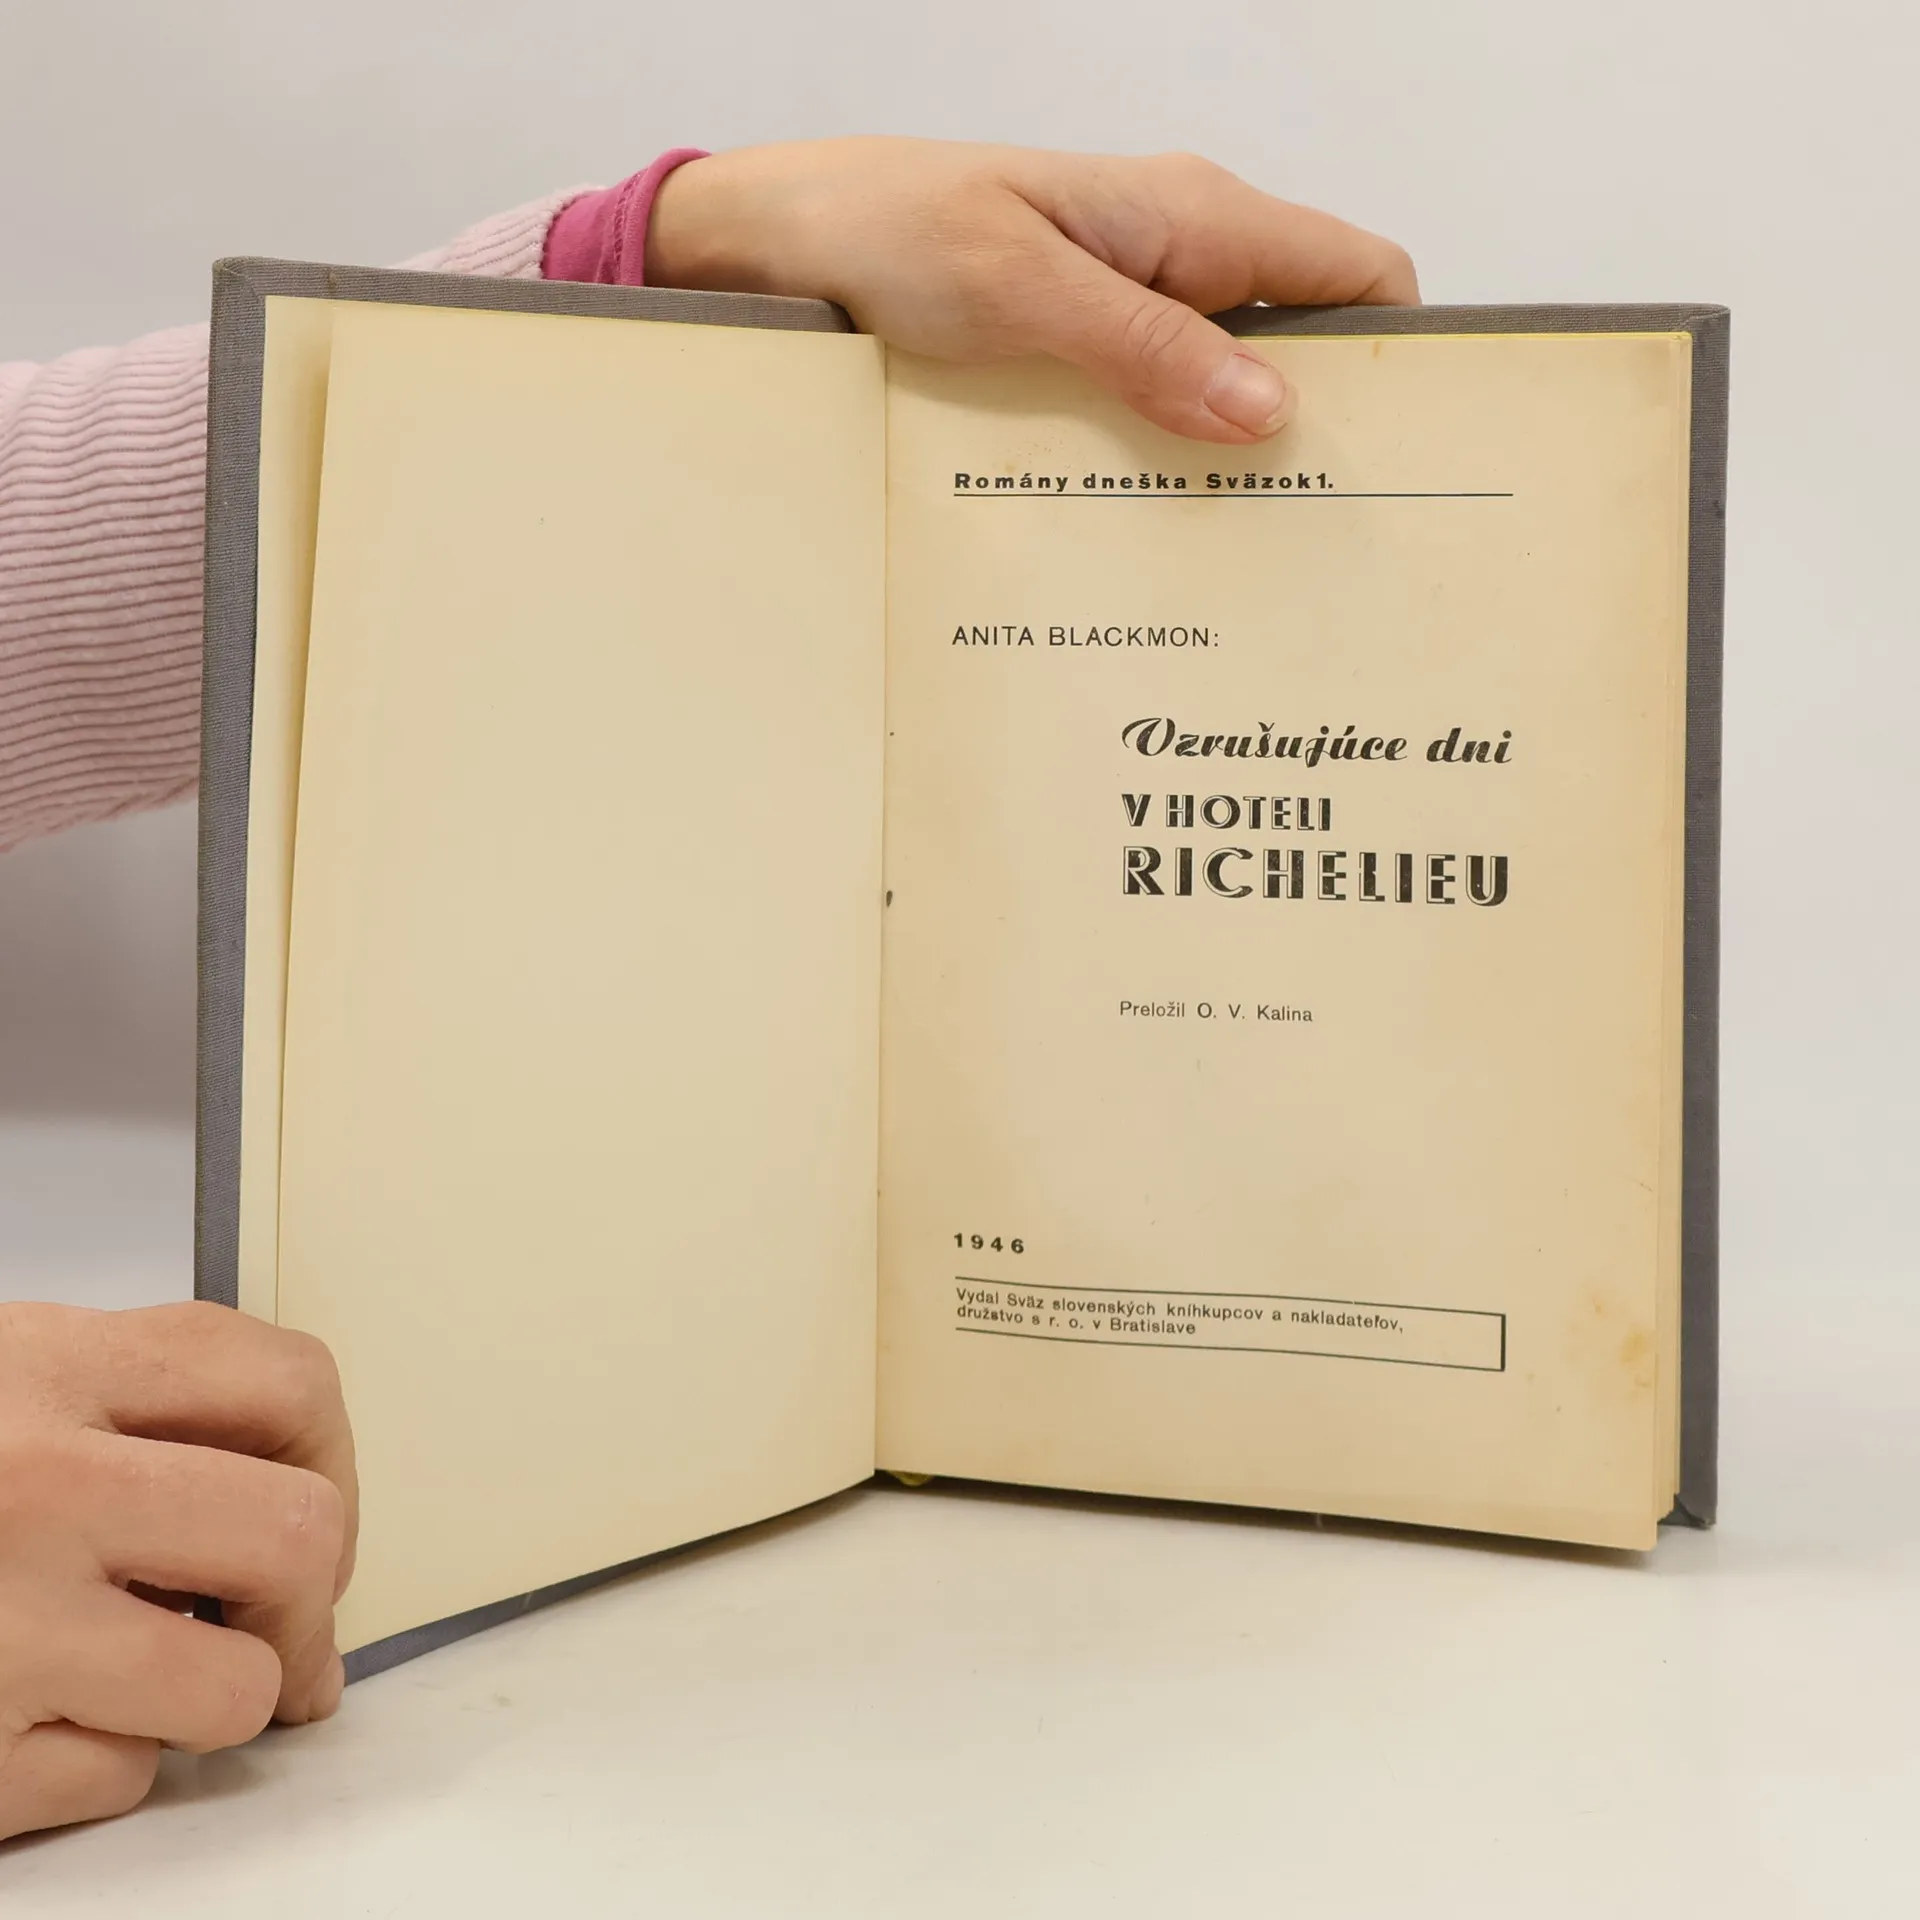 Romány dneška Sväzok 1.
ANITA BLACKMON:
Vzrušujúce dni
V HOTELI
RICHELIEU
Preložil O. V. Kalina
1946
Vydal Sväz slovenských kníhkupcov a nakladateľov,
družstvo s r. o. v Bratislave